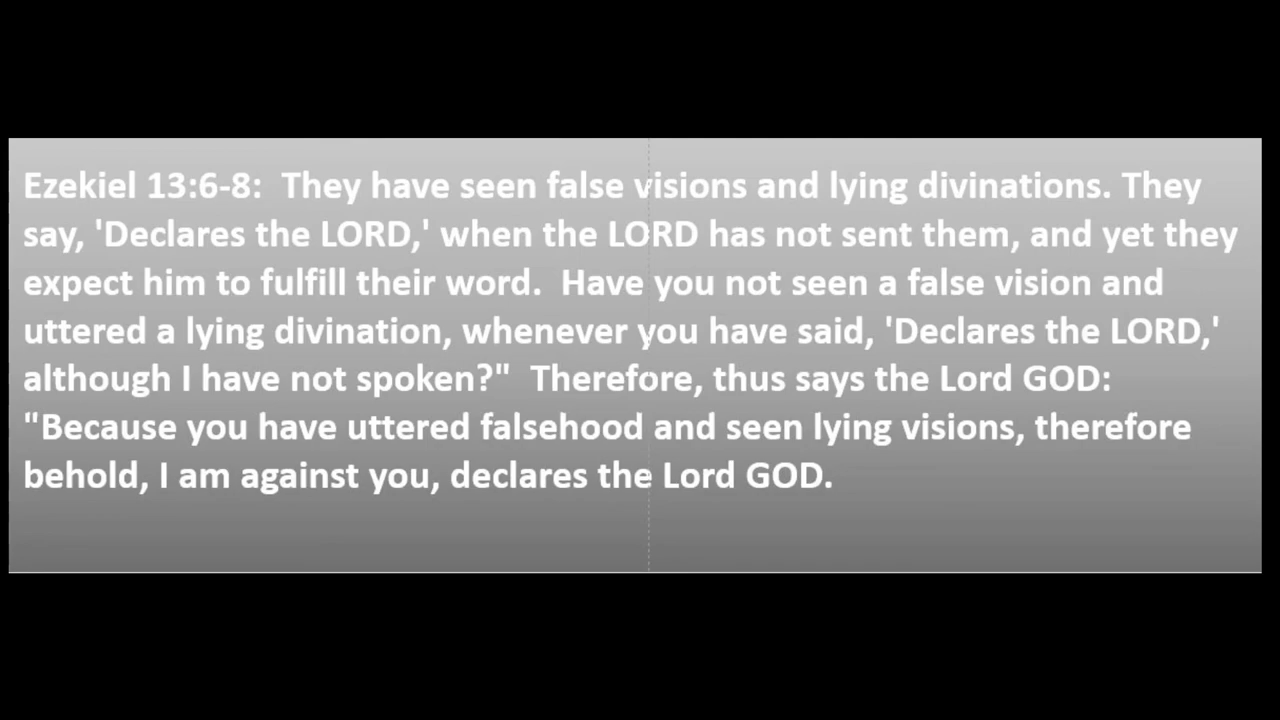 Ezekiel 13:6-8:  They have seen false visions and lying divinations. They
say, 'Declares the LORD,' when the LORD has not sent them, and yet they
expect him to fulfill their word.  Have you not seen a false vision and
uttered a lying divination, whenever you have said, 'Declares the LORD,'
although I have not spoken?"  Therefore, thus says the Lord GOD:
"Because you have uttered falsehood and seen lying visions, therefore
behold, I am against you, declares the Lord GOD.